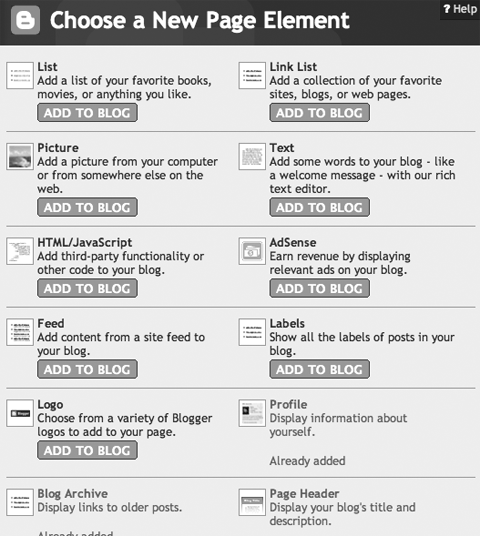 Choose a New Page Element
? Help
List
Add a list of your favorite books,
movies, or anything you like.
ADD TO BLOG
Link List
Add a collection of your favorite
sites, blogs, or web pages.
ADD TO BLOG
Picture
Add a picture from your computer
or from somewhere else on the
web.
ADD TO BLOG
Text
Add some words to your blog - like
a welcome message - with our rich
text editor.
ADD TO BLOG
HTML/JavaScript
Add third-party functionality or
other code to your blog.
ADD TO BLOG
AdSense
Earn revenue by displaying
relevant ads on your blog.
ADD TO BLOG
Feed
Add content from a site feed to
your blog.
ADD TO BLOG
Labels
Show all the labels of posts in your
blog.
ADD TO BLOG
Logo
Choose from a variety of Blogger
logos to add to your page.
ADD TO BLOG
Profile
Display information about
yourself.
Already added
Blog Archive
Display links to older posts.
Already added
Page Header
Display your blog's title and
description.